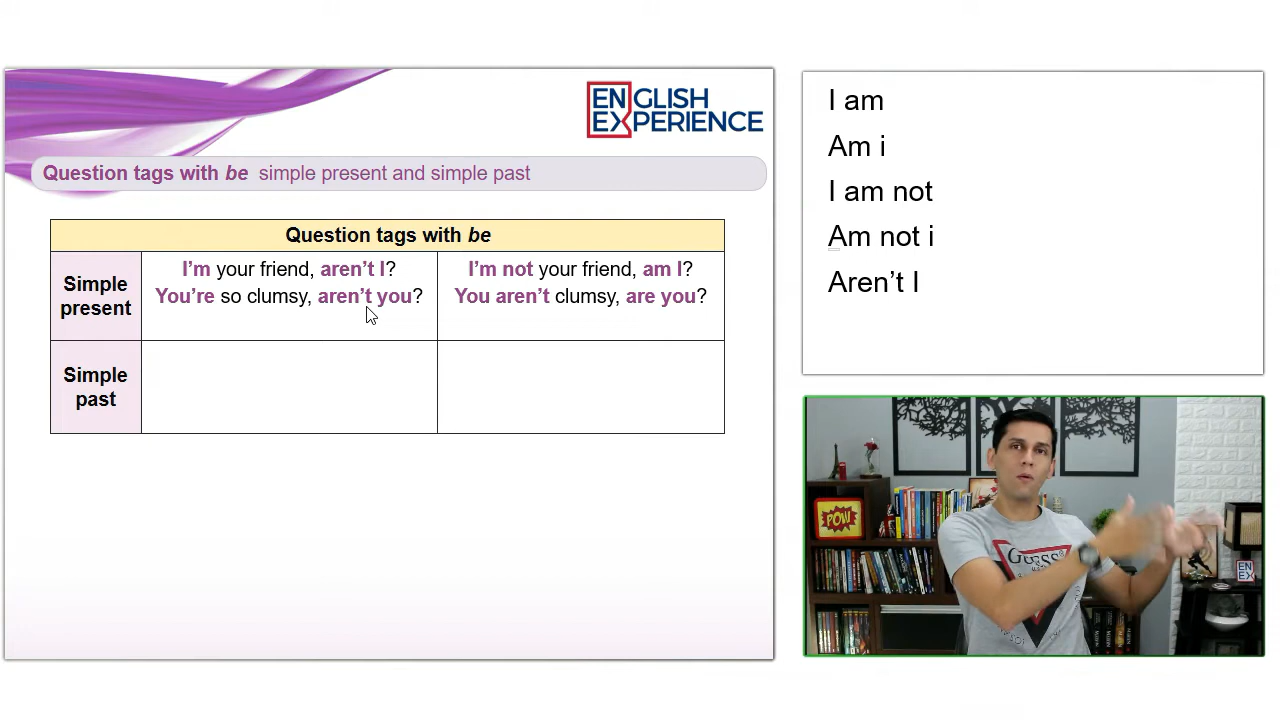 ENGLISH
EXPERIENCE
Question tags with be simple present and simple past
Question tags with be
Simple present
I'm your friend, aren't I?
You're so clumsy, aren't you?
I'm not your friend, am I?
You aren't clumsy, are you?
Simple past
I am
Am i
I am not
Am not i
Aren't I
POW
GUESS
EN
EX